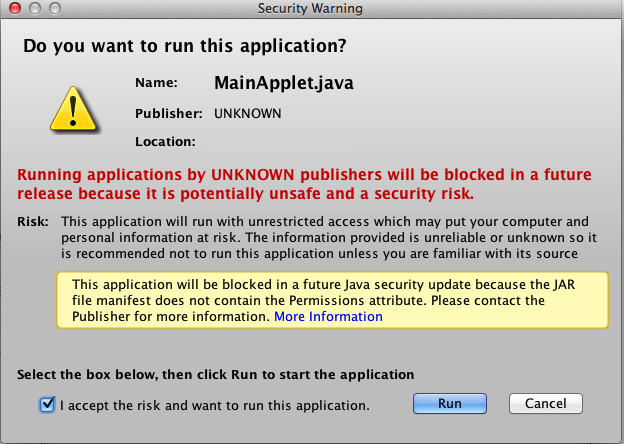 Security Warning
Do you want to run this application?
Name: MainApplet.java
Publisher: UNKNOWN
Location:
Running applications by UNKNOWN publishers will be blocked in a future
release because it is potentially unsafe and a security risk.
Risk: This application will run with unrestricted access which may put your computer and
personal information at risk. The information provided is unreliable or unknown so it
is recommended not to run this application unless you are familiar with its source
This application will be blocked in a future Java security update because the JAR
file manifest does not contain the Permissions attribute. Please contact the
Publisher for more information. More Information
Select the box below, then click Run to start the application
I accept the risk and want to run this application. Run Cancel